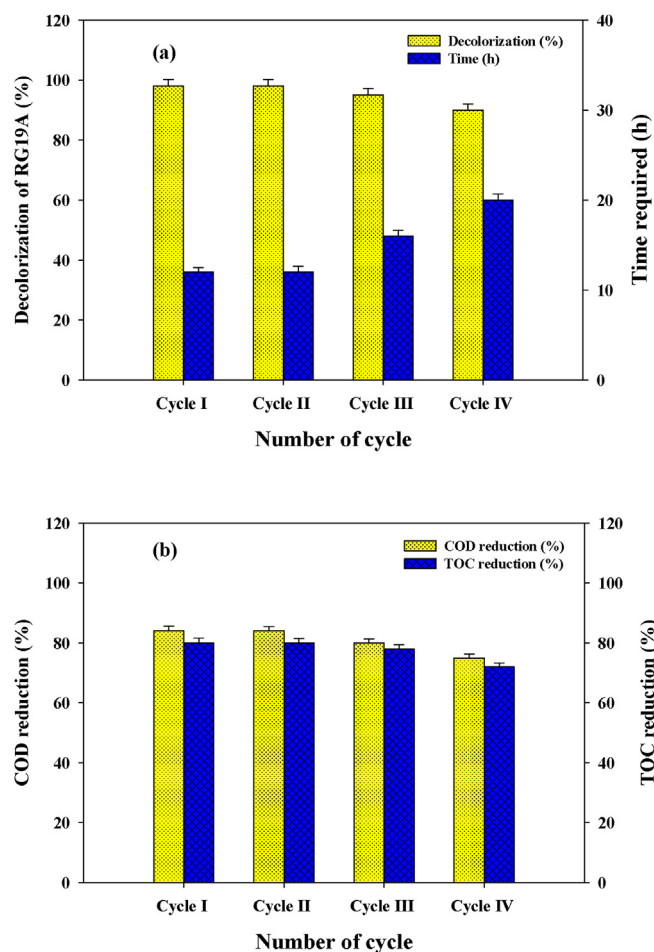 (a)
Decolorization (%)
Time (h)
Decolorization of RG19A (%)
120
100
80
60
40
20
0
Time required (h)
40
30
20
10
0
Cycle I Cycle II Cycle III Cycle IV
Number of cycle
(b)
COD reduction (%)
TOC reduction (%)
COD reduction (%)
120
100
80
60
40
20
0
TOC reduction (%)
120
100
80
60
40
20
0
Cycle I Cycle II Cycle III Cycle IV
Number of cycle